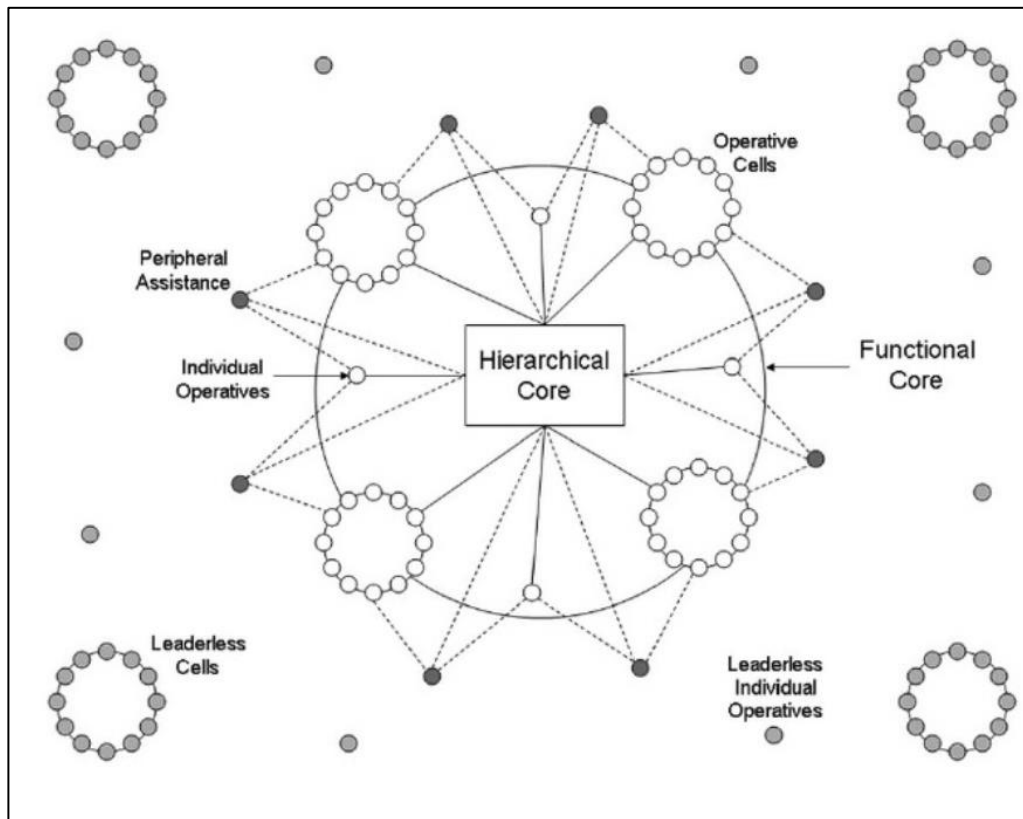 Operative
Cells
Peripheral
Assistance
Hierarchical
Core
Functional
Core
Individual
Operatives
Leaderless
Cells
Leaderless
Individual
Operatives